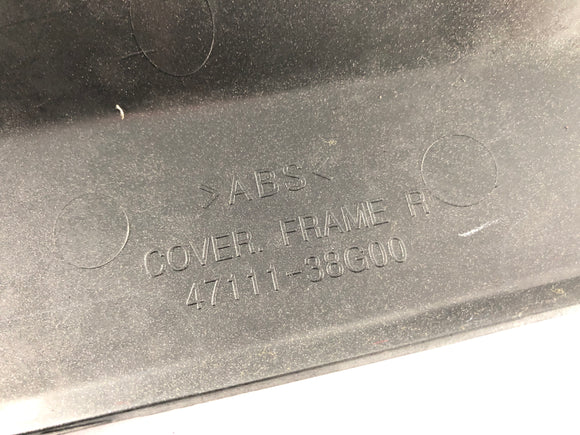 >ABS<
COVER. FRAME R
47111-38G00